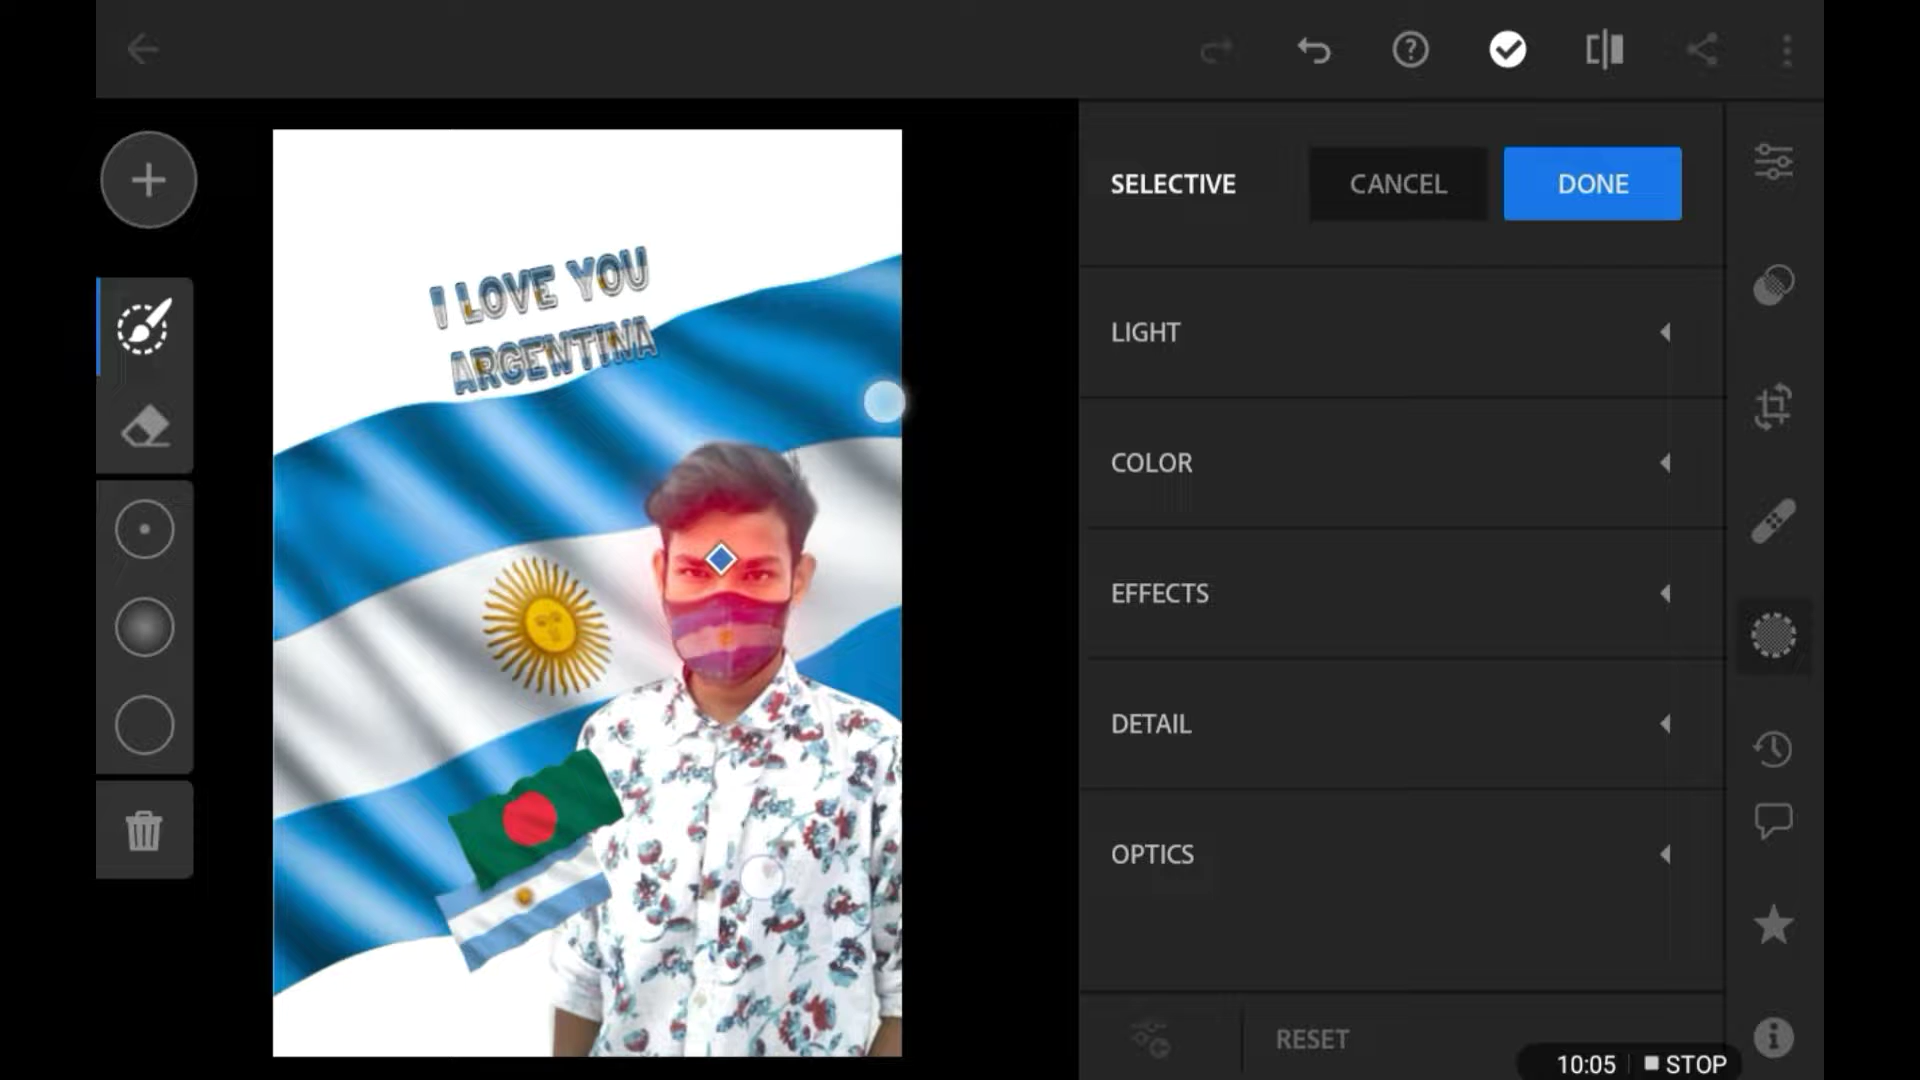 SELECTIVE
CANCEL
DONE
I LOVE YOU
ARGENTINA
LIGHT
COLOR
EFFECTS
DETAIL
OPTICS
RESET
10:05
STOP